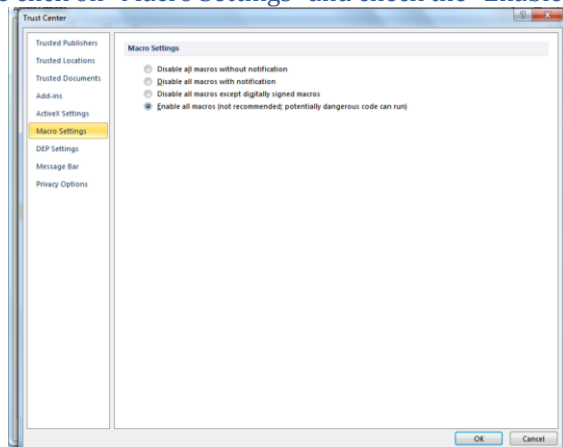 click on "Macro Settings" and check the "Enable
Trust Center
Trusted Publishers
Trusted Locations
Trusted Documents
Add-ins
ActiveX Settings
Macro Settings
DEP Settings
Message Bar
Privacy Options
Macro Settings
Disable all macros without notification
Disable all macros with notification
Disable all macros except digitally signed macros
Enable all macros (not recommended; potentially dangerous code can run)
OK Cancel